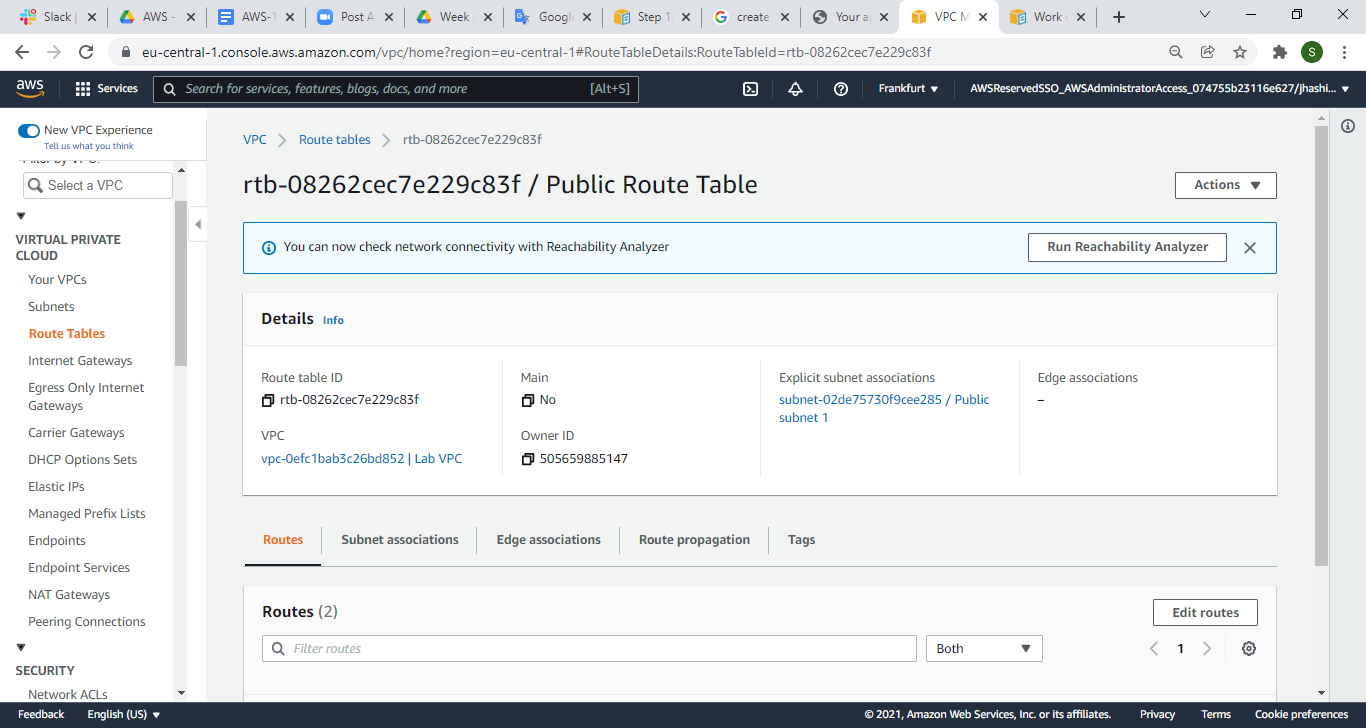 Slack |
AWS -
AWS-1
Post A
Week
Googl
Step 1
create
Your a
VPC M
Work
eu-central-1.console.aws.amazon.com/vpc/home?region=eu-central-1#RouteTableDetails:RouteTableId=rtb-08262cec7e229c83f
S
aws
Services
Search for services, features, blogs, docs, and more
[Alt+S]
Frankfurt
AWSReservedSSO_AWSAdministratorAccess_074755b23116e627/jhashi...
New VPC Experience
Tell us what you think
Filter by VPC:
Select a VPC
VIRTUAL PRIVATE
CLOUD
Your VPCs
Subnets
Route Tables
Internet Gateways
Egress Only Internet
Gateways
Carrier Gateways
DHCP Options Sets
Elastic IPs
Managed Prefix Lists
Endpoints
Endpoint Services
NAT Gateways
Peering Connections
SECURITY
Network ACLs
VPC
Route tables
rtb-08262cec7e229c83f
rtb-08262cec7e229c83f / Public Route Table
Actions
You can now check network connectivity with Reachability Analyzer
Run Reachability Analyzer
Details Info
Route table ID
rtb-08262cec7e229c83f
VPC
vpc-0efc1bab3c26bd852 | Lab VPC
Main
No
Owner ID
505659885147
Explicit subnet associations
subnet-02de75730f9cee285 / Public
subnet 1
Edge associations
–
Routes
Subnet associations
Edge associations
Route propagation
Tags
Routes (2)
Edit routes
Filter routes
Both
1
Feedback
English (US)
© 2021, Amazon Web Services, Inc. or its affiliates.
Privacy
Terms
Cookie preferences